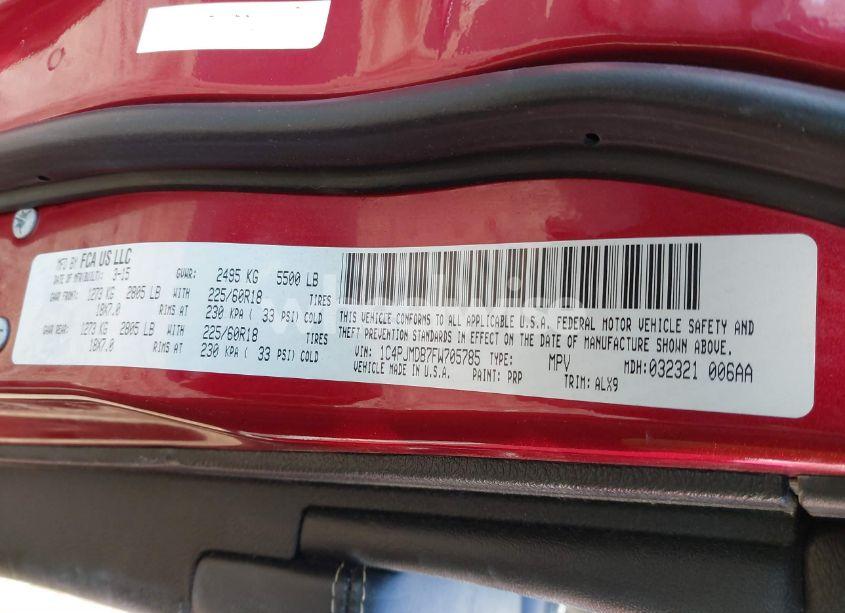 MFD BY FCA US LLC
DATE OF MFR/BUILT: 3-15 GVWR: 2495 KG 5500 LB
GAWR FRONT: 1273 KG 2805 LB WITH 225/60R18 TIRES
18X7.0 RIMS AT 230 KPA ( 33 PSI) COLD
GAWR REAR: 1273 KG 2805 LB WITH 225/60R18 TIRES
18X7.0 RIMS AT 230 KPA ( 33 PSI) COLD
THIS VEHICLE CONFORMS TO ALL APPLICABLE U.S.A. FEDERAL MOTOR VEHICLE SAFETY AND
THEFT PREVENTION STANDARDS IN EFFECT ON THE DATE OF MANUFACTURE SHOWN ABOVE.
VIN: 1C4PJMDB7FW705785 TYPE: MPV MDH:032321 006AA
VEHICLE MADE IN U.S.A. PAINT: PRP TRIM: ALX9